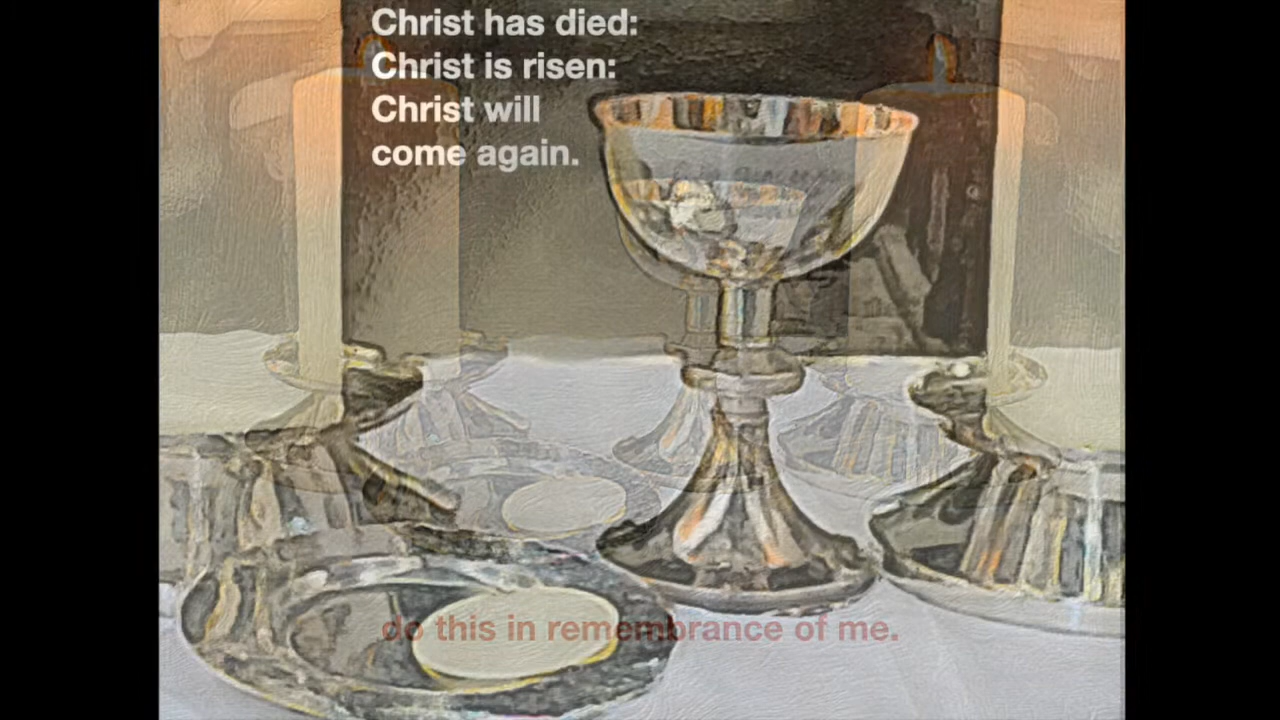 Christ has died:
Christ is risen:
Christ will
come again.
do this in remembrance of me.